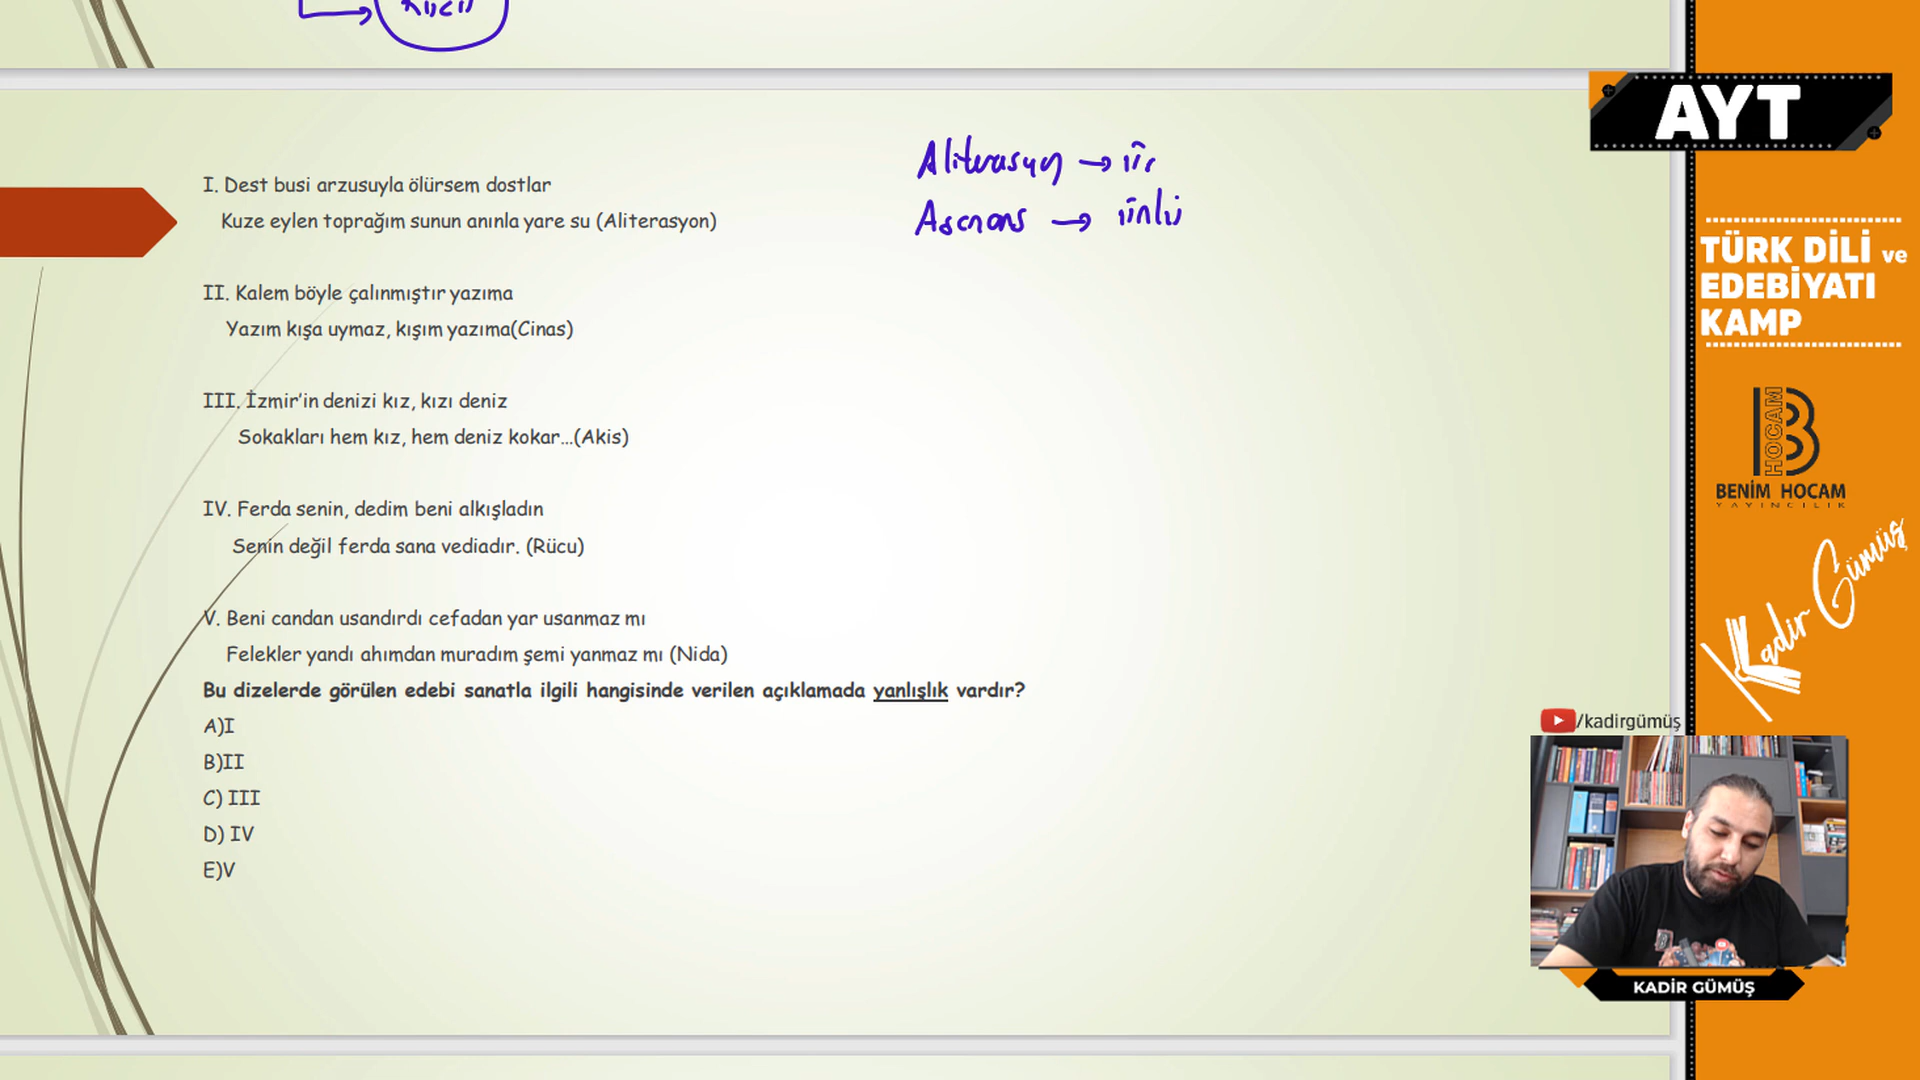 I. Dest busi arzusuyla ölürsem dostlar
Kuze eylen toprağım sunun anınla yare su (Aliterasyon)
II. Kalem böyle çalınmıştır yazıma
Yazım kışa uymaz, kışım yazıma(Cinas)
III. İzmir'in denizi kız, kızı deniz
Sokakları hem kız, hem deniz kokar...(Akis)
IV. Ferda senin, dedim beni alkışladın
Senin değil ferda sana vediadır. (Rücu)
V. Beni candan usandırdı cefadan yar usanmaz mı
Felekler yandı ahımdan muradım şemi yanmaz mı (Nida)
Bu dizelerde görülen edebi sanatla ilgili hangisinde verilen açıklamada yanlışlık vardır?
A)I
B)II
C) III
D) IV
E)V
Aliterasyon →
Asonans → ünlü
AYT
TÜRK DİLİ ve
EDEBİYATI
KAMP
HOCAM
BENİM HOCAM
YAYINCILIK
Kadir Gümüş
/kadirgümüş
KADİR GÜMÜŞ